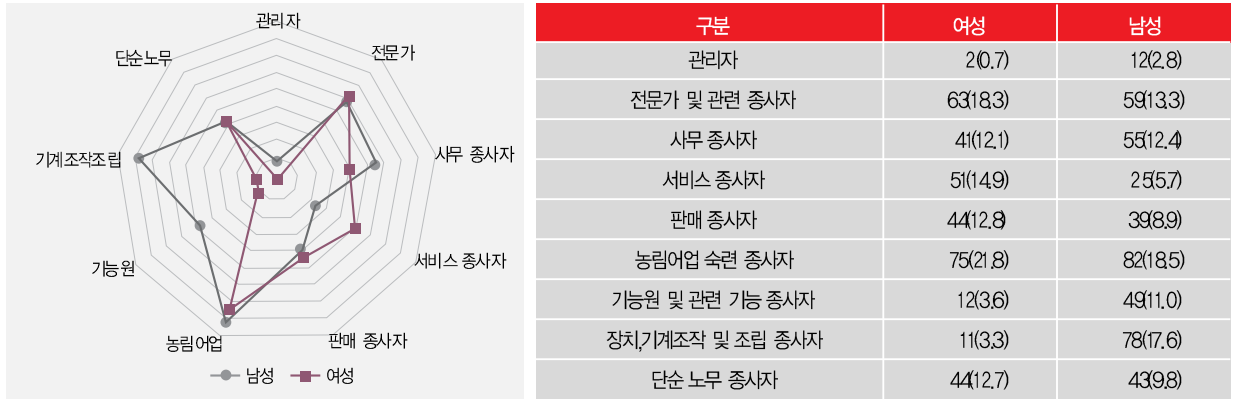 관리자
전문가
사무 종사자
서비스 종사자
판매 종사자
농림어업
기능원
기계조작조립
단순노무
남성 여성
구분 여성 남성
관리자 2(0.7) 12(2.8)
전문가 및 관련 종사자 63(18.3) 59(13.3)
사무 종사자 41(12.1) 55(12.4)
서비스 종사자 51(14.9) 25(5.7)
판매 종사자 44(12.8) 39(8.9)
농림어업 숙련 종사자 75(21.8) 82(18.5)
기능원 및 관련 기능 종사자 12(3.6) 49(11.0)
장치,기계조작 및 조립 종사자 11(3.3) 78(17.6)
단순 노무 종사자 44(12.7) 43(9.8)